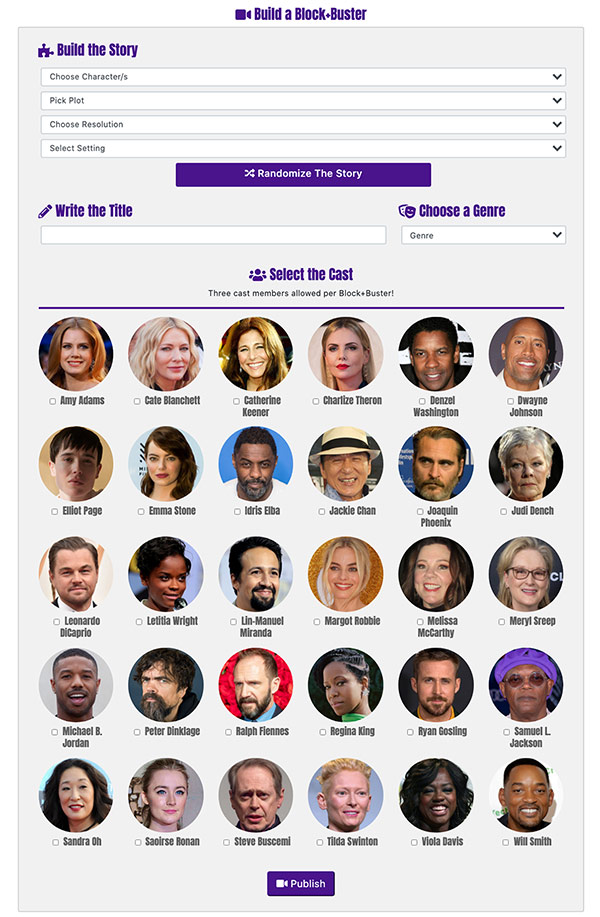 Build a Block+Buster
Build the Story
Choose Character/s
Pick Plot
Choose Resolution
Select Setting
Randomize The Story
Write the Title
Choose a Genre
Genre
Select the Cast
Three cast members allowed per Block+Buster!
Amy Adams
Cate Blanchett
Catherine
Keener
Charlize Theron
Denzel
Washington
Dwayne
Johnson
Elliot Page
Emma Stone
Idris Elba
Jackie Chan
Joaquin
Phoenix
Judi Dench
Leonardo
DiCaprio
Letitia Wright
Lin-Manuel
Miranda
Margot Robbie
Melissa
McCarthy
Meryl Sreep
Michael B.
Jordan
Peter Dinklage
Ralph Fiennes
Regina King
Ryan Gosling
Samuel L.
Jackson
Sandra Oh
Saoirse Ronan
Steve Buscemi
Tilda Swinton
Viola Davis
Will Smith
Publish